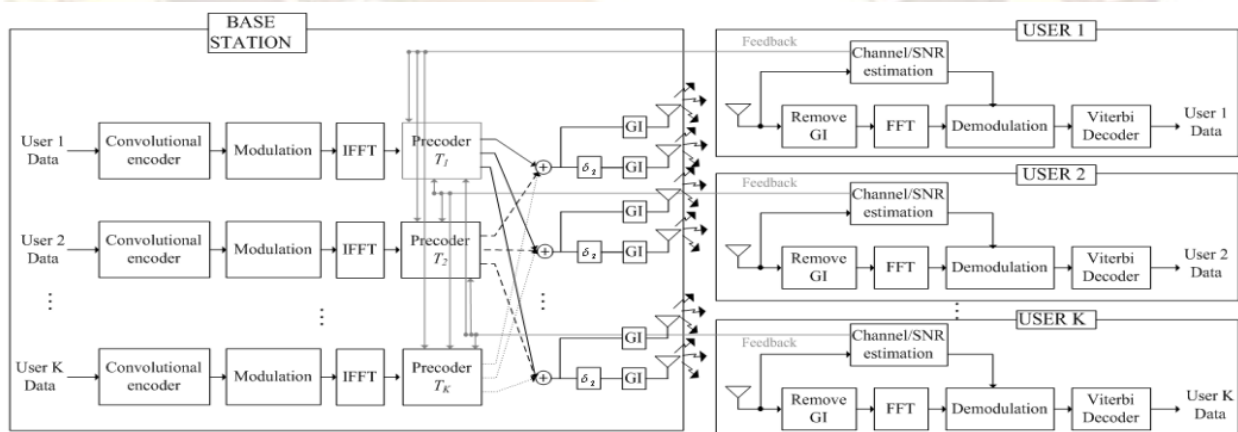 BASE
STATION
User 1
Data
Convolutional
encoder
Modulation
IFFT
Precoder
T1
δ2
GI
GI
User 2
Data
Convolutional
encoder
Modulation
IFFT
Precoder
T2
δ2
GI
GI
User K
Data
Convolutional
encoder
Modulation
IFFT
Precoder
TK
δ2
GI
GI
USER 1
Feedback
Channel/SNR
estimation
Remove
GI
FFT
Demodulation
Viterbi
Decoder
User 1
Data
USER 2
Feedback
Channel/SNR
estimation
Remove
GI
FFT
Demodulation
Viterbi
Decoder
User 2
Data
USER K
Feedback
Channel/SNR
estimation
Remove
GI
FFT
Demodulation
Viterbi
Decoder
User K
Data